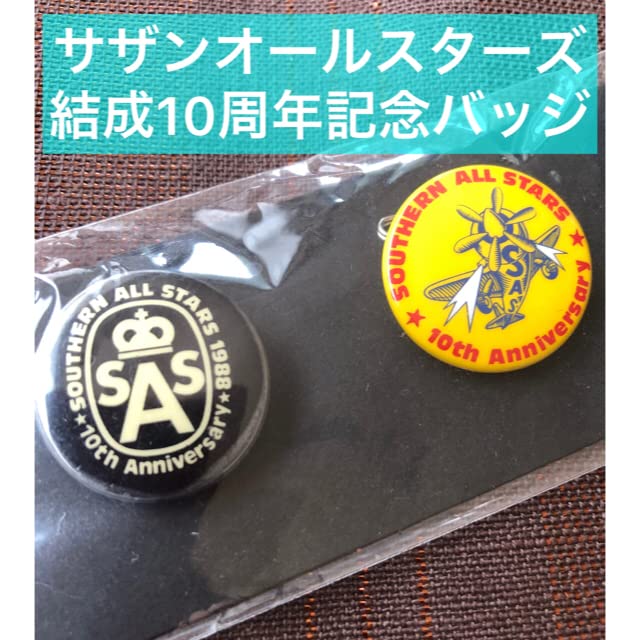 サザンオールスターズ
結成10周年記念バッジ
SOUTHERN ALL STARS
SAS
★ 10th Anniversary ★
SOUTHERN ALL STARS 1988
SAS
★10th Anniversary★